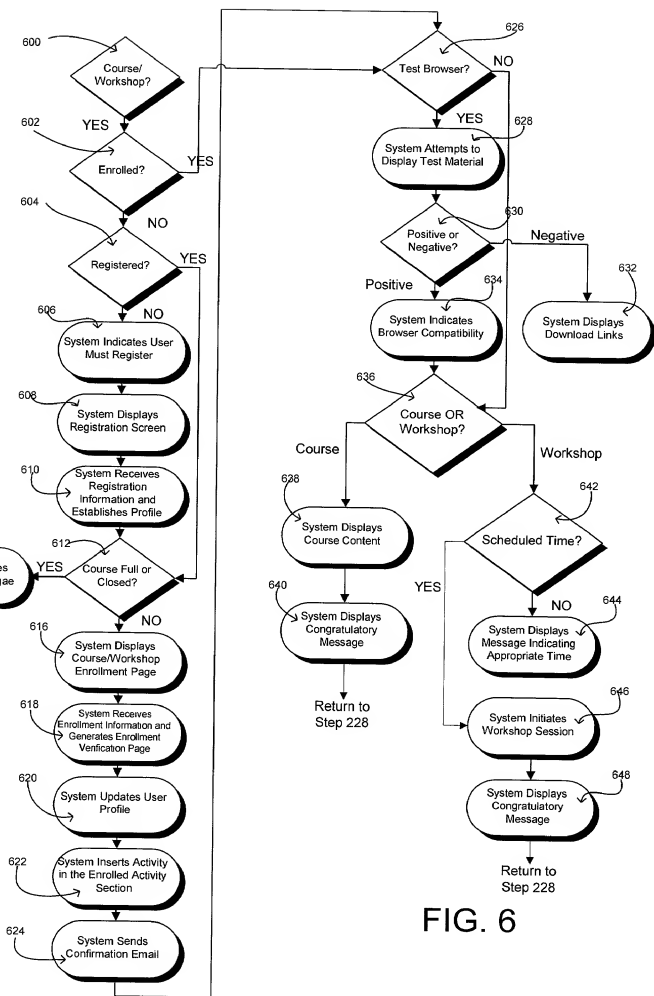 600
Course/
Workshop?
YES
602
Enrolled?
YES
604
NO
Registered?
YES
606
NO
System Indicates User
Must Register
608
System Displays
Registration Screen
610
System Receives
Registration
Information and
Establishes Profile
612
Course Full or
Closed?
YES
es
gae
NO
616
System Displays
Course/Workshop
Enrollment Page
618
System Receives
Enrollment Information and
Generates Enrollment
Verification Page
620
System Updates User
Profile
622
System Inserts Activity
in the Enrolled Activity
Section
624
System Sends
Confirmation Email
626
Test Browser?
NO
YES
628
System Attempts to
Display Test Material
630
Positive or
Negative?
Negative
Positive
632
System Displays
Download Links
634
System Indicates
Browser Compatibility
636
Course OR
Workshop?
Course
Workshop
638
System Displays
Course Content
640
System Displays
Congratulatory
Message
Return to
Step 228
642
Scheduled Time?
YES
NO
644
System Displays
Message Indicating
Appropriate Time
646
System Initiates
Workshop Session
648
System Displays
Congratulatory
Message
Return to
Step 228
FIG. 6